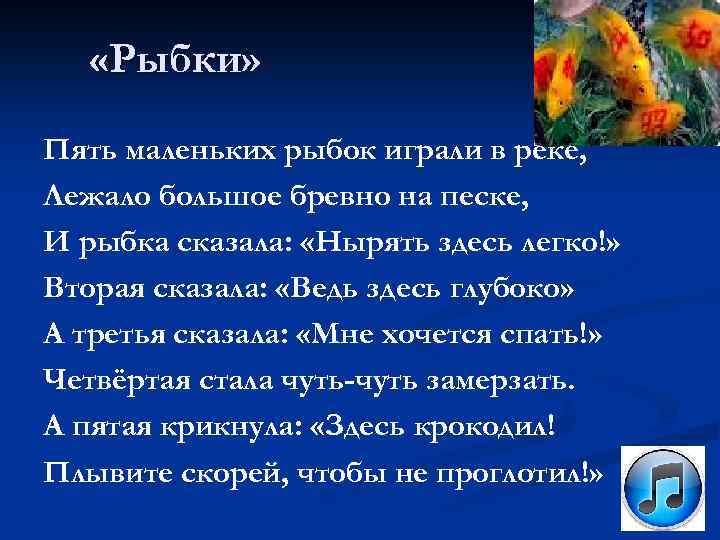 «Рыбки»
Пять маленьких рыбок играли в реке,
Лежало большое бревно на песке,
И рыбка сказала: «Нырять здесь легко!»
Вторая сказала: «Ведь здесь глубоко»
А третья сказала: «Мне хочется спать!»
Четвёртая стала чуть-чуть замерзать.
А пятая крикнула: «Здесь крокодил!
Плывите скорей, чтобы не проглотил!»